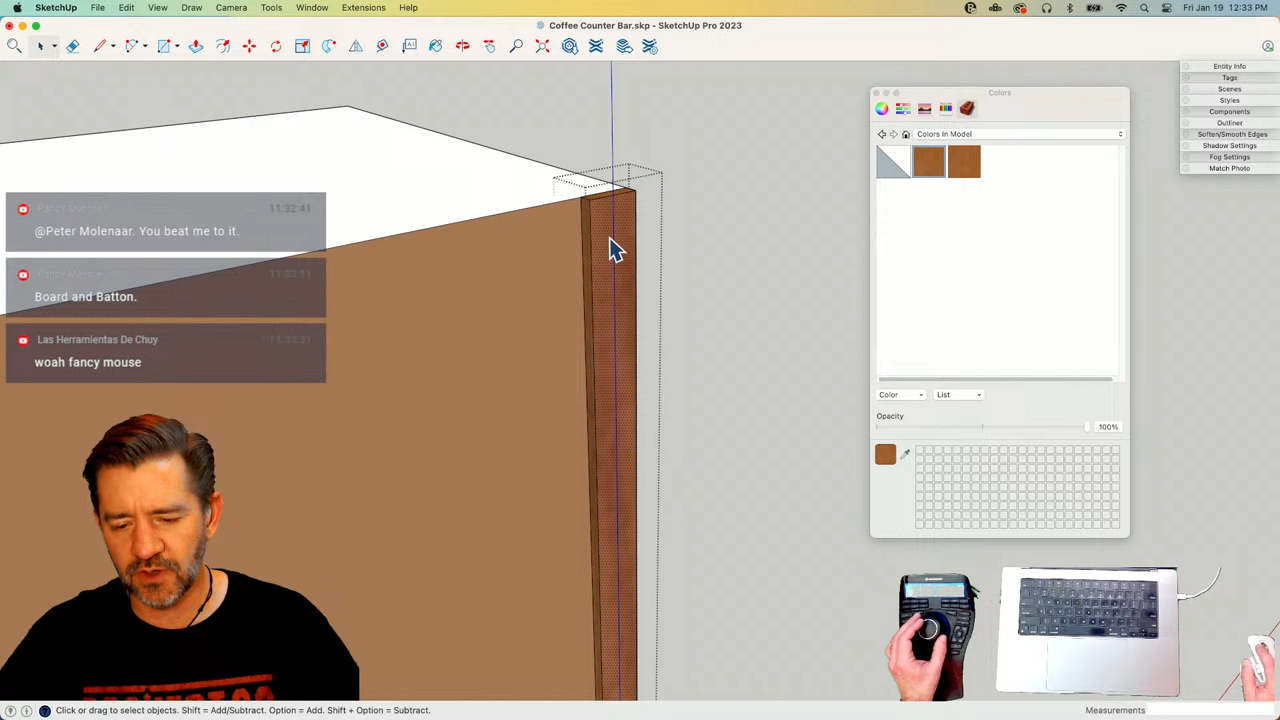 SketchUp File Edit View Draw Camera Tools Window Extensions Help
Fri Jan 19 12:33 PM
Coffee Counter Bar.skp - SketchUp Pro 2023
Entity Info
Tags
Scenes
Styles
Components
Outliner
Soften/Smooth Edges
Shadow Settings
Fog Settings
Match Photo
Colors
Colors In Model
Color
List
Opacity
100%
11:32:41
@Peter Molenaar. You beat me to it.
Board and Batton.
Las Herramientas De Chuy
woah fancy mouse
Click or drag to select objects. Shift = Add/Subtract. Option = Add. Shift + Option = Subtract.
Measurements